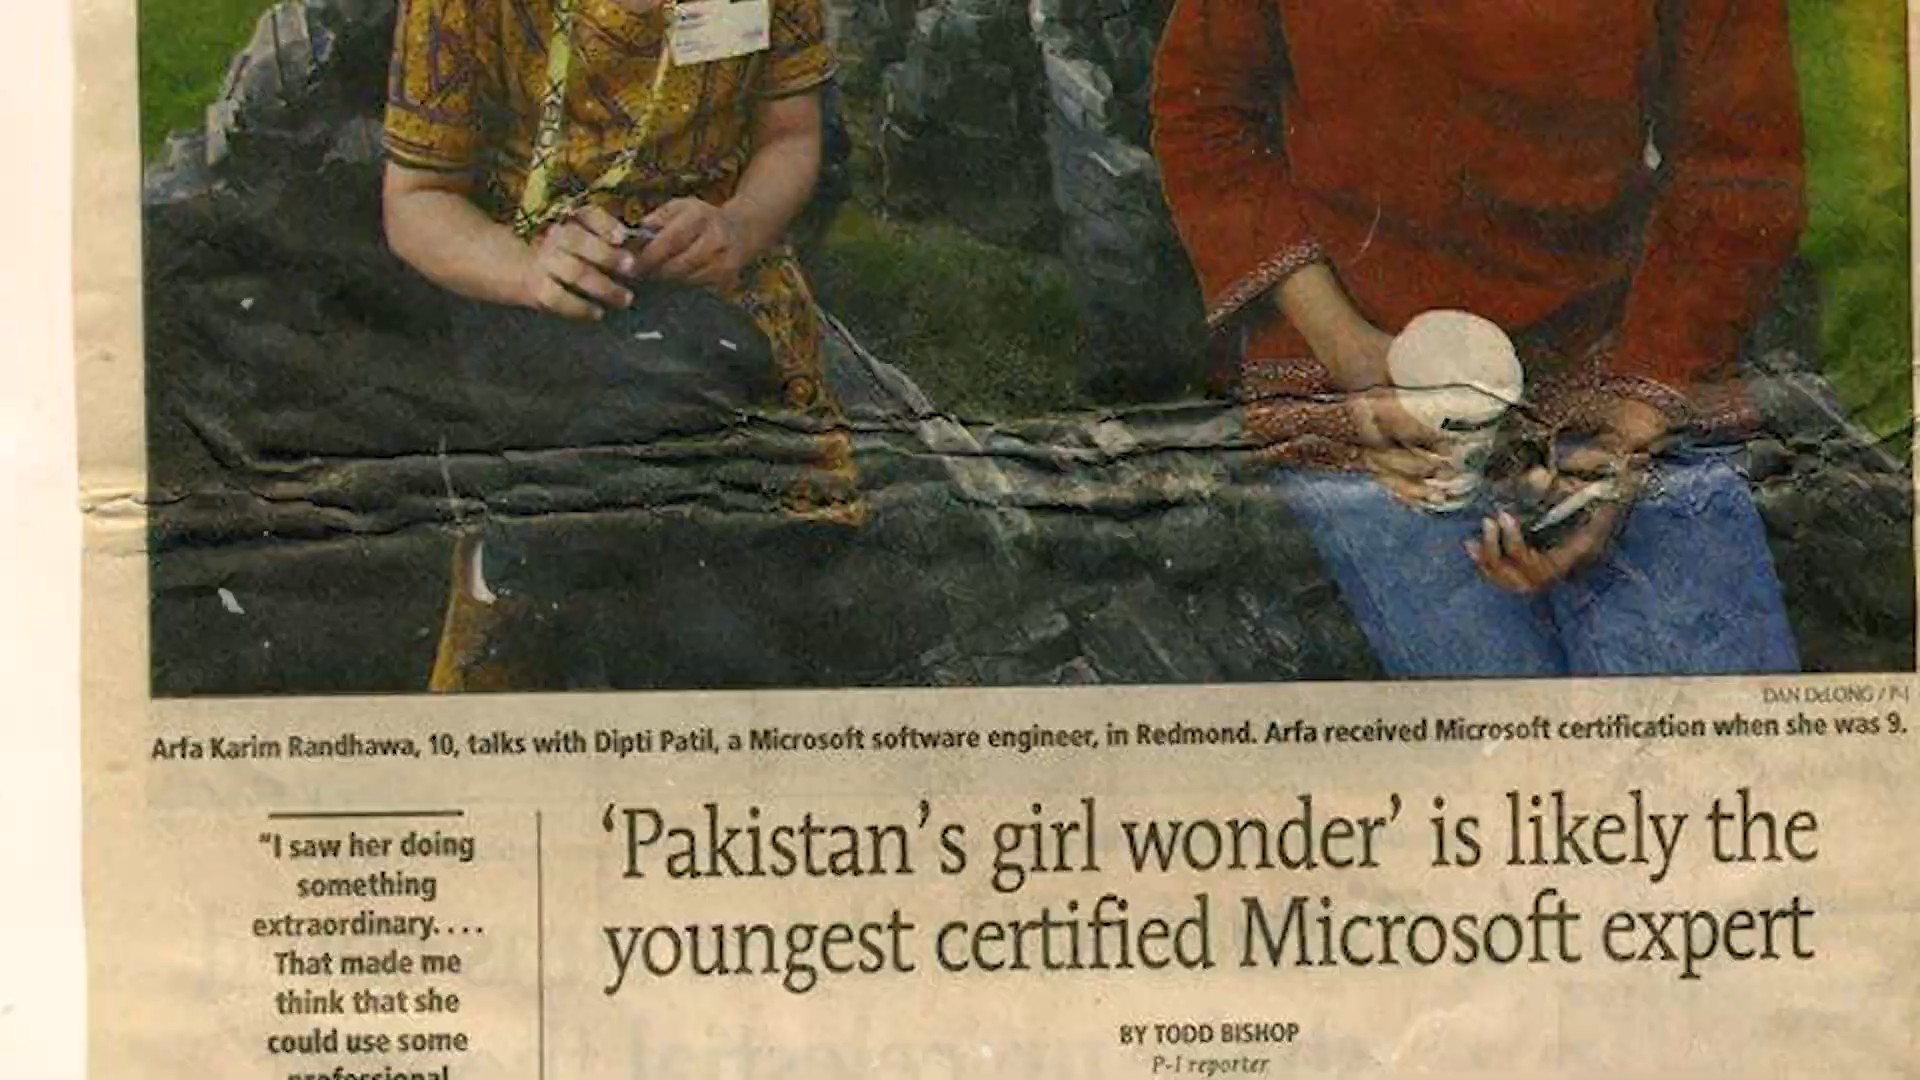 DAN DeLONG / P-I
Arfa Karim Randhawa, 10, talks with Dipti Patil, a Microsoft software engineer, in Redmond. Arfa received Microsoft certification when she was 9.
‘Pakistan’s girl wonder’ is likely the
youngest certified Microsoft expert
BY TODD BISHOP
P-I reporter
“I saw her doing
something
extraordinary. . . .
That made me
think that she
could use some
professional